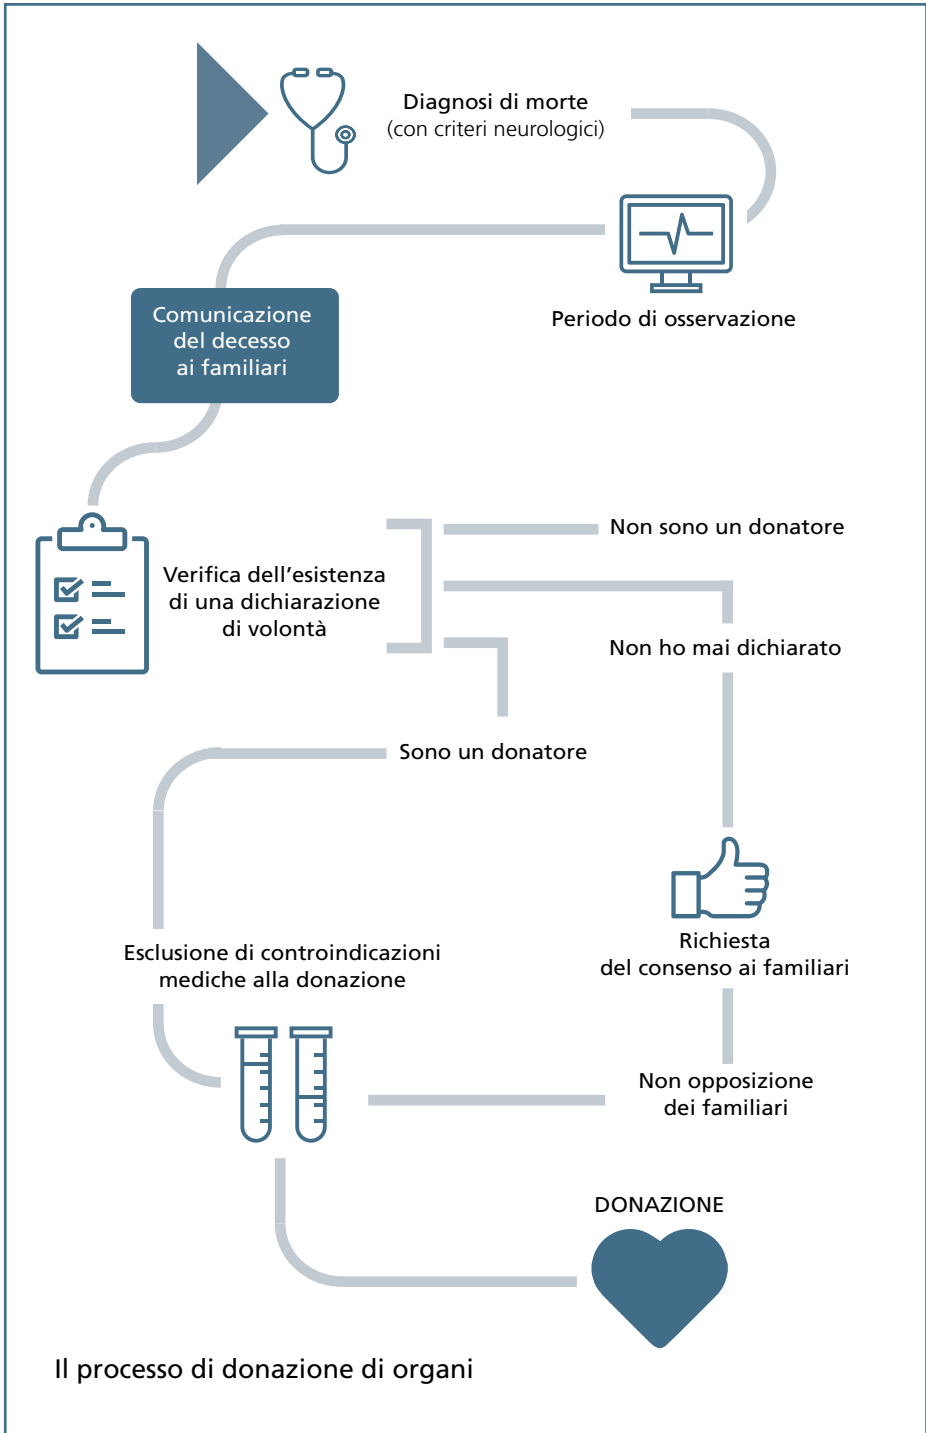 Diagnosi di morte
(con criteri neurologici)
Periodo di osservazione
Comunicazione
del decesso
ai familiari
Verifica dell’esistenza
di una dichiarazione
di volontà
Non sono un donatore
Non ho mai dichiarato
Sono un donatore
Richiesta
del consenso ai familiari
Esclusione di controindicazioni
mediche alla donazione
Non opposizione
dei familiari
DONAZIONE
Il processo di donazione di organi